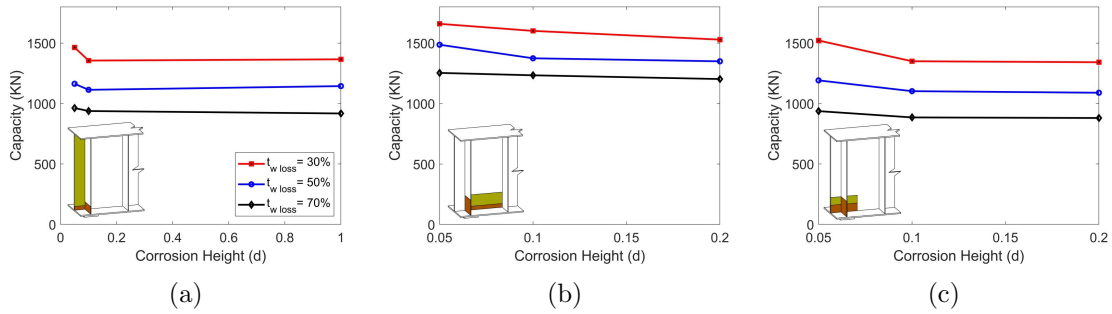 1500
1000
500
0
Capacity (KN)
0 0.2 0.4 0.6 0.8 1
Corrosion Height (d)
t_w loss = 30%
t_w loss = 50%
t_w loss = 70%
(a)
1500
1000
500
0
Capacity (KN)
0.05 0.1 0.15 0.2
Corrosion Height (d)
(b)
1500
1000
500
0
Capacity (KN)
0.05 0.1 0.15 0.2
Corrosion Height (d)
(c)